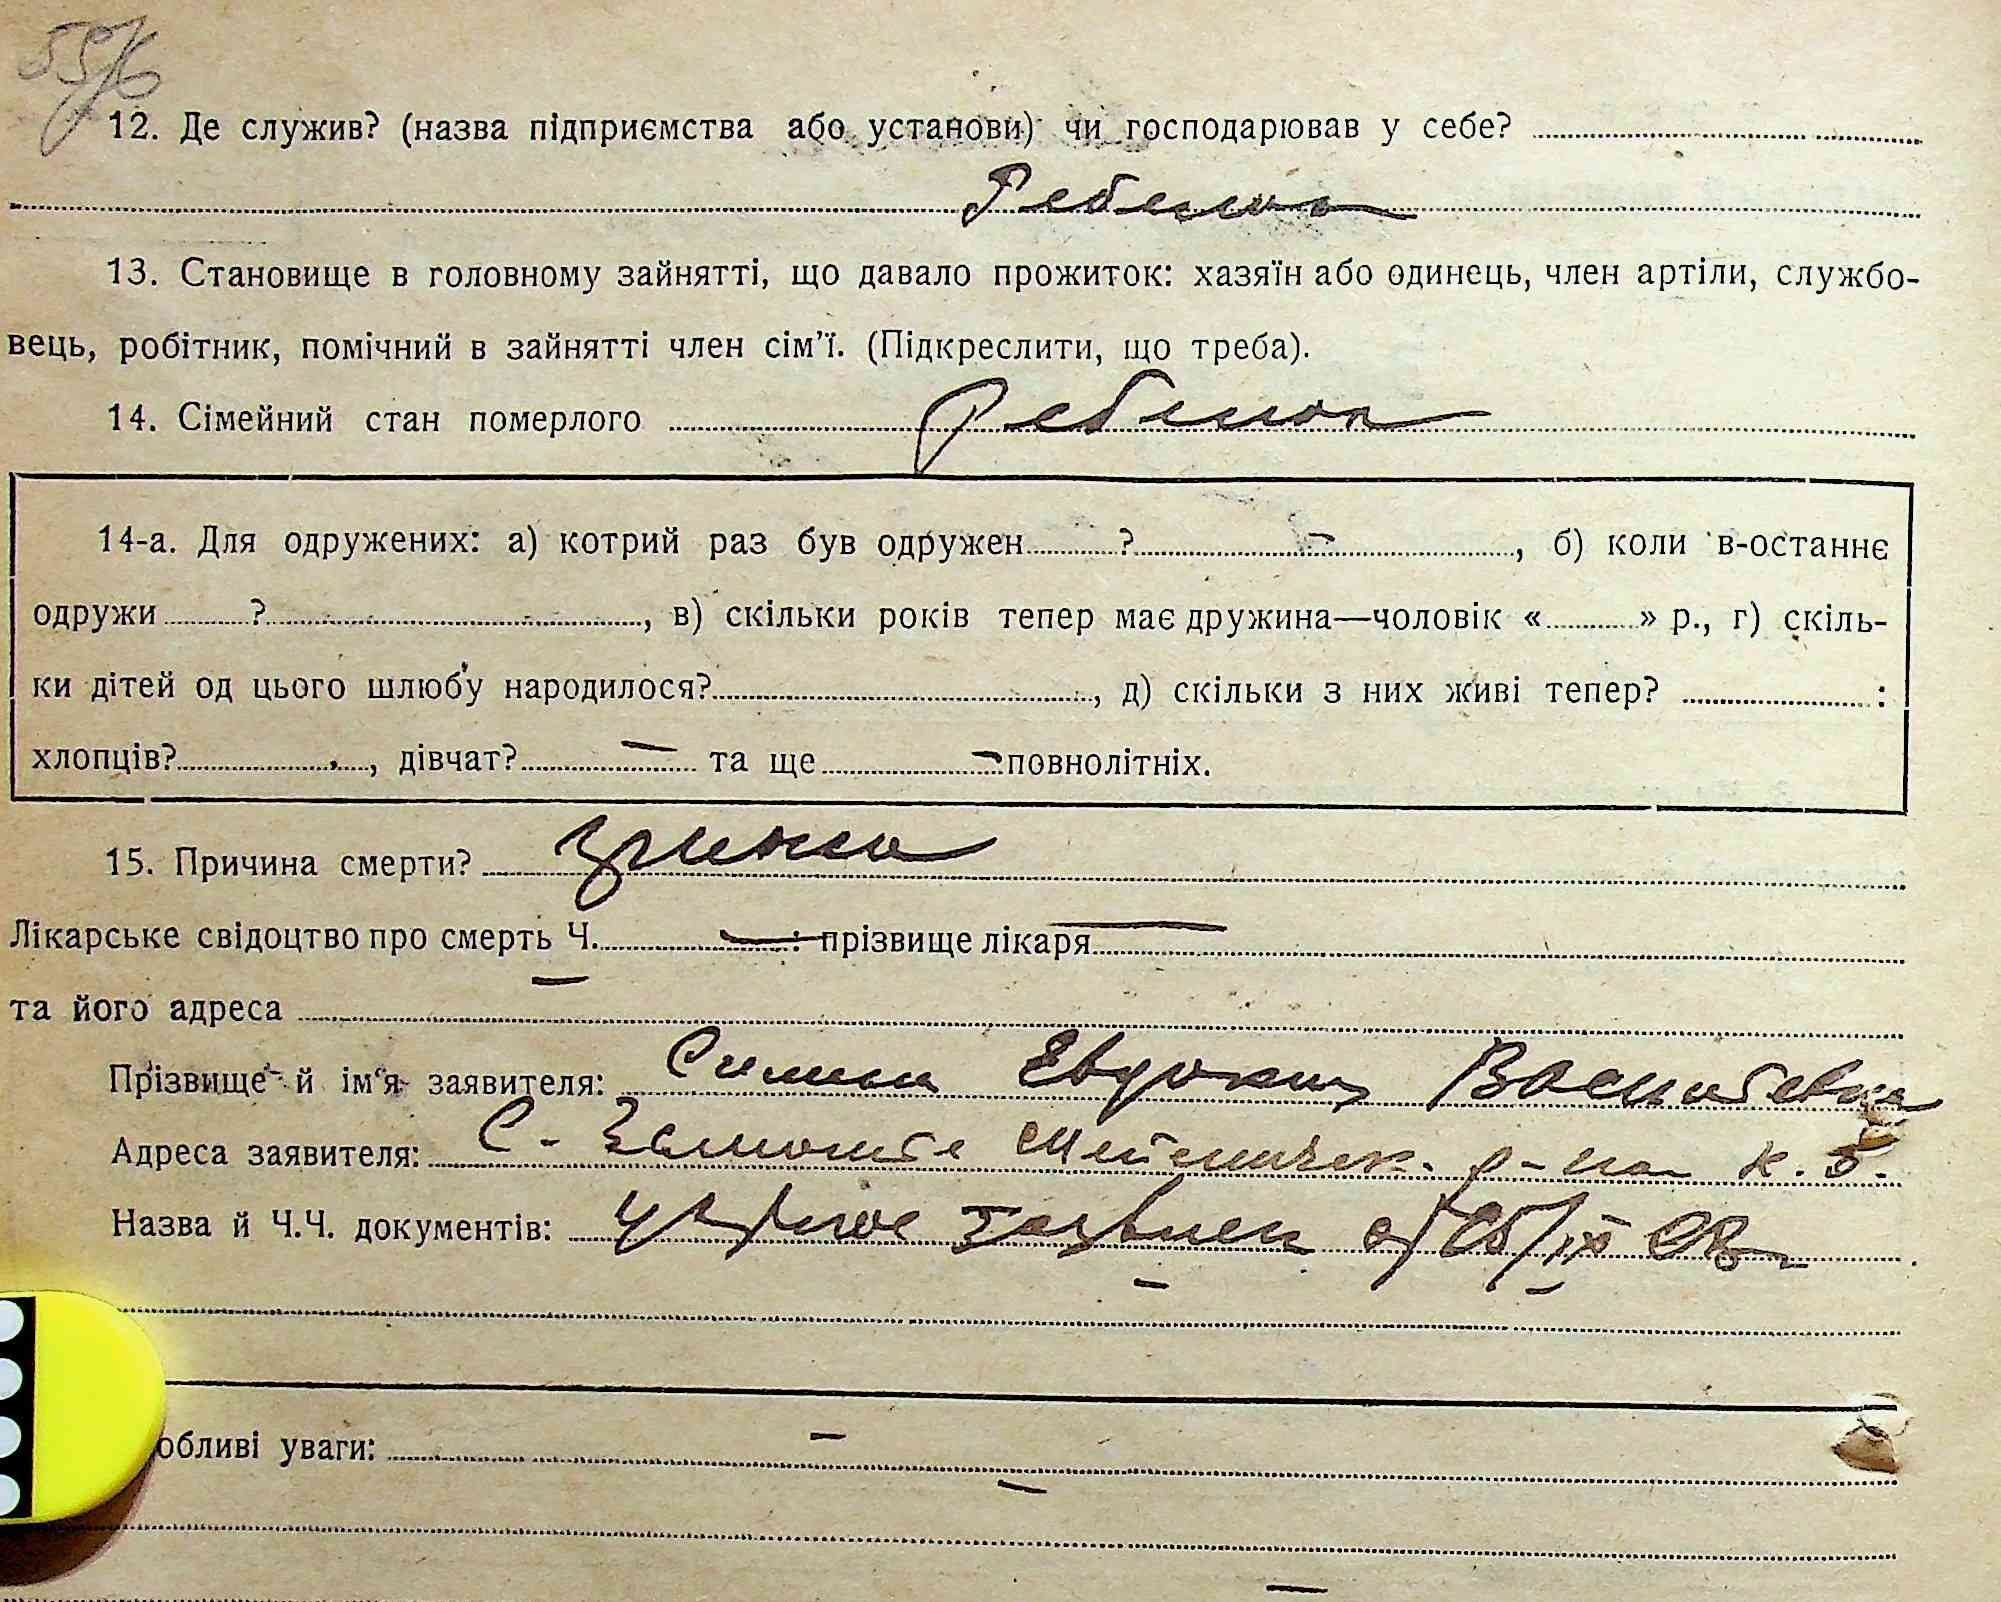 12. Де служив? (назва підприємства або установи) чи господарював у себе?
Ребенок
13. Становище в головному зайнятті, що давало прожиток: хазяїн або одинець, член артіли, службо-
вець, робітник, помічний в зайнятті член сім’ї. (Підкреслити, що треба).
14. Сімейний стан померлого Ребенок
14-а. Для одружених: а) котрий раз був одружен ? – , б) коли в-останнє
одружи ? , в) скільки років тепер має дружина—чоловік « » р., г) скіль-
ки дітей од цього шлюбу народилося? , д) скільки з них живі тепер? :
хлопців? , дівчат? – та ще – повнолітніх.
15. Причина смерти?
Лікарське свідоцтво про смерть Ч. – : прізвище лікаря –
та його адреса –
Прізвище й ім’я заявителя: Евдокия Васильевна
Адреса заявителя: С. р-на К.
Назва й Ч.Ч. документів:
обливі уваги: –